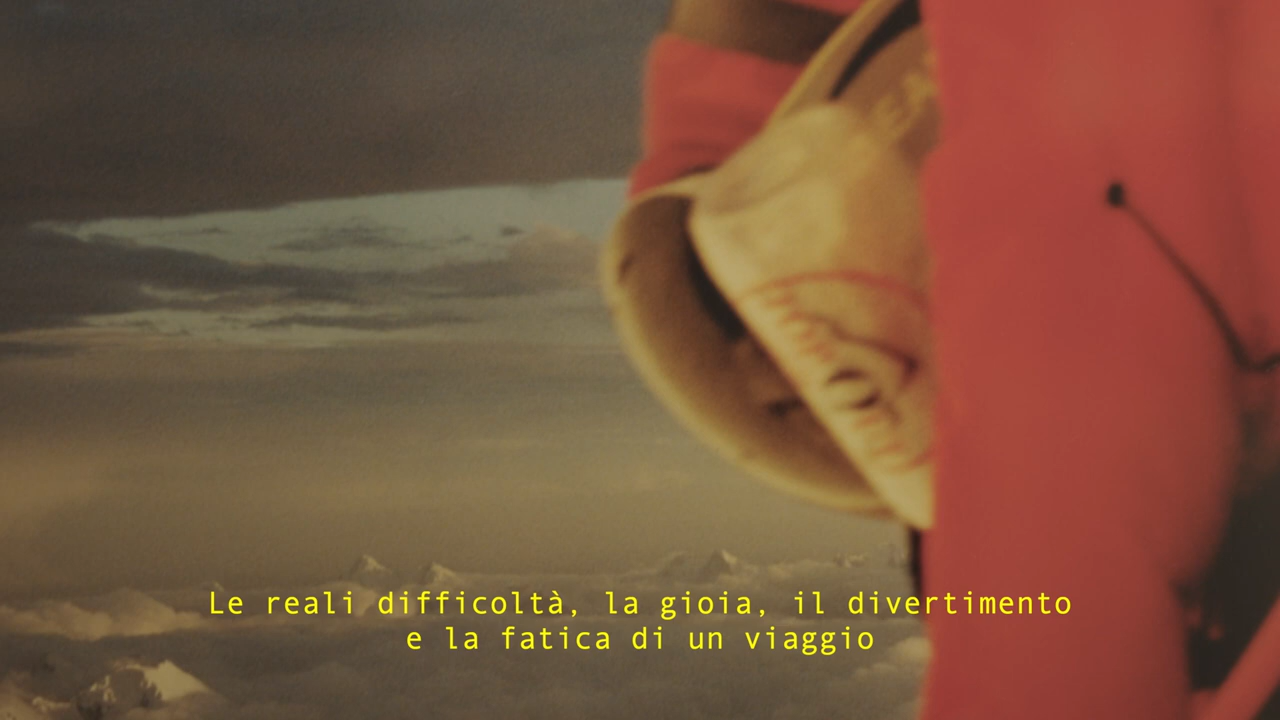 Le reali difficoltà, la gioia, il divertimento
e la fatica di un viaggio